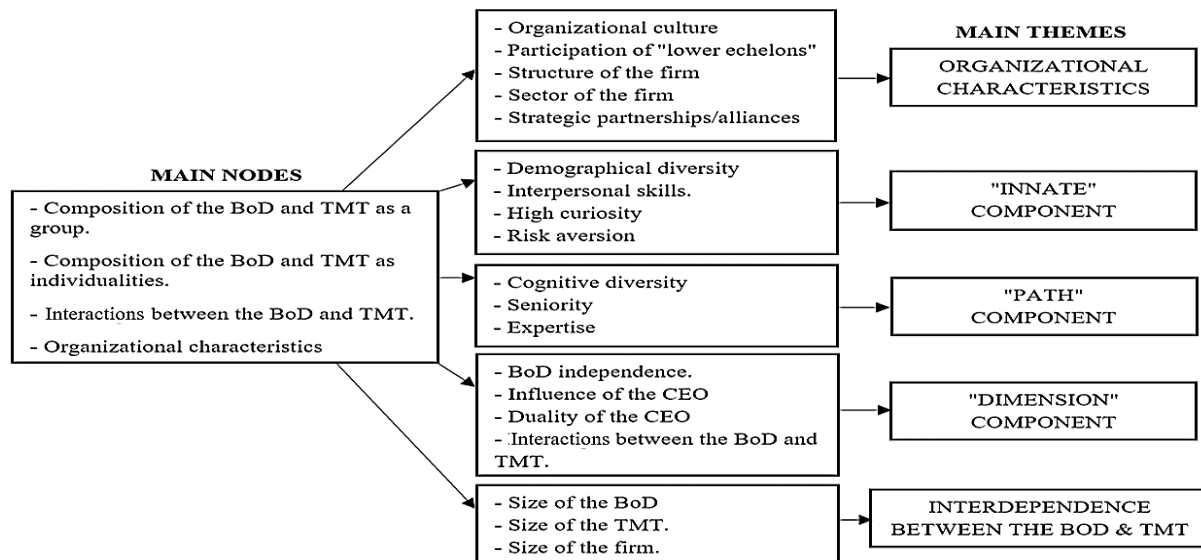 MAIN NODES
- Composition of the BoD and TMT as a
group.
- Composition of the BoD and TMT as
individualities.
- Interactions between the BoD and TMT.
- Organizational characteristics
- Organizational culture
- Participation of "lower echelons"
- Structure of the firm
- Sector of the firm
- Strategic partnerships/alliances
- Demographical diversity
- Interpersonal skills.
- High curiosity
- Risk aversion
- Cognitive diversity
- Seniority
- Expertise
- BoD independence.
- Influence of the CEO
- Duality of the CEO
- Interactions between the BoD and
TMT.
- Size of the BoD
- Size of the TMT.
- Size of the firm.
MAIN THEMES
ORGANIZATIONAL
CHARACTERISTICS
"INNATE"
COMPONENT
"PATH"
COMPONENT
"DIMENSION"
COMPONENT
INTERDEPENDENCE
BETWEEN THE BOD & TMT